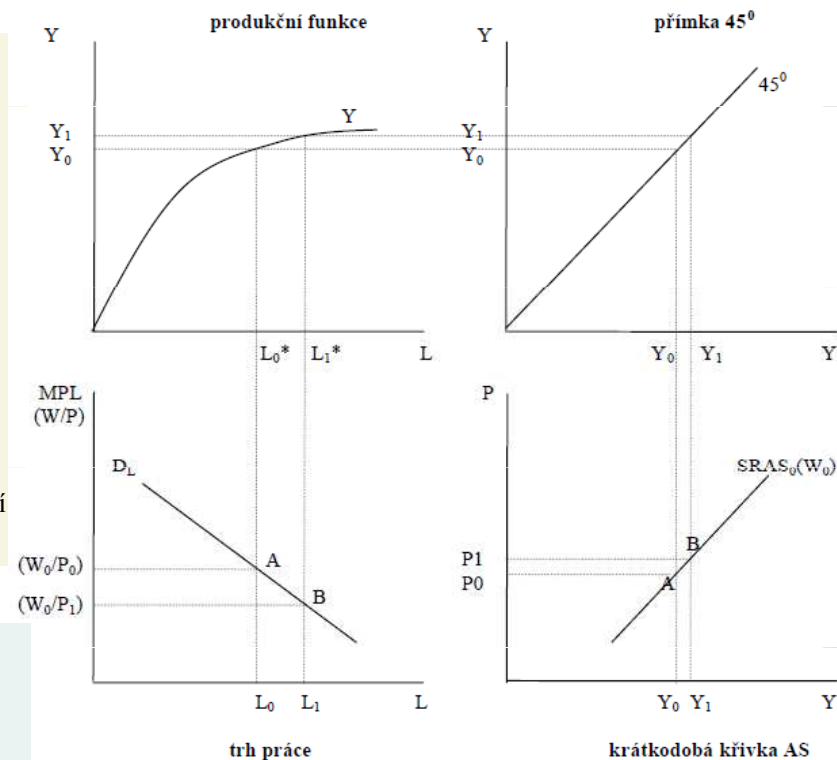 produkční funkce
Y
Y₁
Y₀
Y
L₀* L₁* L
přímka 45⁰
Y
45⁰
Y₁
Y₀
Y₀ Y₁ Y
MPL
(W/P)
D_L
í
A
(W₀/P₀)
B
(W₀/P₁)
L₀ L₁ L
trh práce
P
SRAS₀(W₀)
B
P1
P0
A
Y₀ Y₁ Y
krátkodobá křivka AS